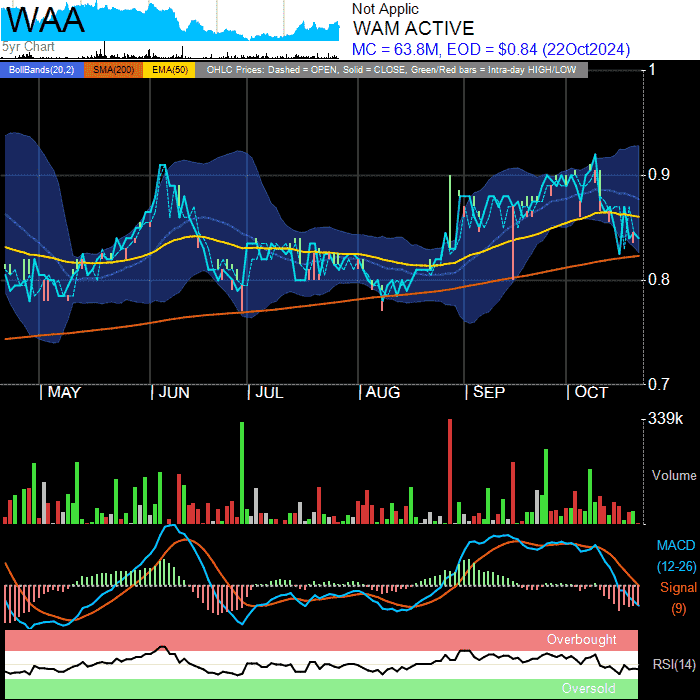 WAA
5yr Chart
Not Applic
WAM ACTIVE
MC = 63.8M, EOD = $0.84 (22Oct2024)
BollBands(20,2) SMA(200) EMA(50) OHLC Prices: Dashed = OPEN, Solid = CLOSE, Green/Red bars = Intra-day HIGH/LOW
1
0.9
0.8
0.7
| MAY | JUN | JUL | AUG | SEP | OCT
339k
Volume
MACD
(12-26)
Signal
(9)
Overbought
RSI(14)
Oversold